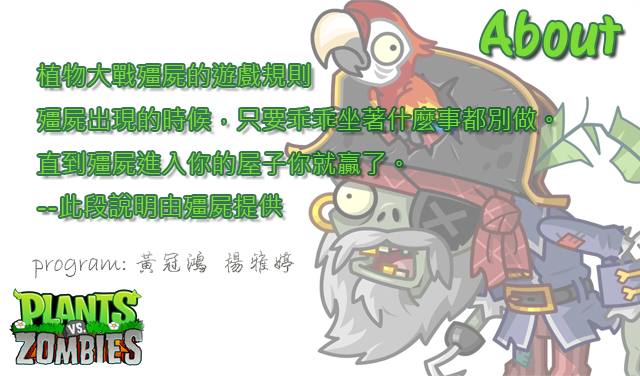 About
植物大戰殭屍的遊戲規則
殭屍出現的時候，只要乖乖坐著什麼事都別做。
直到殭屍進入你的屋子你就贏了。
--此段說明由殭屍提供
program: 黃冠鴻 楊雅婷
PLANTS
VS.
ZOMBIES